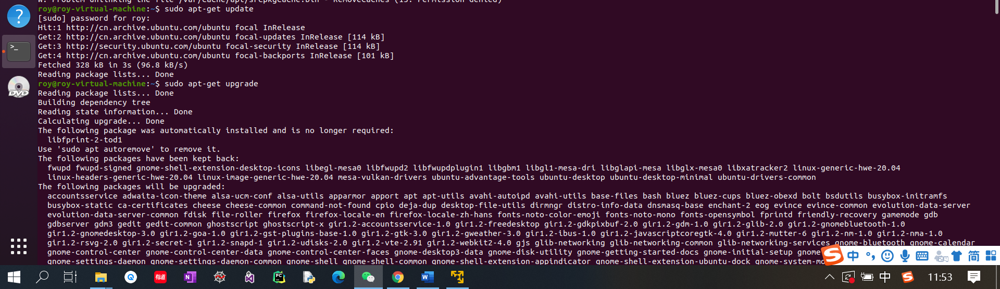 W: Problem unlinking the file /var/cache/apt/srcpkgcache.bin - RemoveCaches (13: Permission denied)
roy@roy-virtual-machine:~$ sudo apt-get update
[sudo] password for roy:
Hit:1 http://cn.archive.ubuntu.com/ubuntu focal InRelease
Get:2 http://cn.archive.ubuntu.com/ubuntu focal-updates InRelease [114 kB]
Get:3 http://security.ubuntu.com/ubuntu focal-security InRelease [114 kB]
Get:4 http://cn.archive.ubuntu.com/ubuntu focal-backports InRelease [101 kB]
Fetched 328 kB in 3s (96.8 kB/s)
Reading package lists... Done
roy@roy-virtual-machine:~$ sudo apt-get upgrade
Reading package lists... Done
Building dependency tree
Reading state information... Done
Calculating upgrade... Done
The following package was automatically installed and is no longer required:
libfprint-2-tod1
Use 'sudo apt autoremove' to remove it.
The following packages have been kept back:
fwupd fwupd-signed gnome-shell-extension-desktop-icons libegl-mesa0 libfwupd2 libfwupdplugin1 libgbm1 libgl1-mesa-dri libglapi-mesa libglx-mesa0 libxatracker2 linux-generic-hwe-20.04
linux-headers-generic-hwe-20.04 linux-image-generic-hwe-20.04 mesa-vulkan-drivers ubuntu-advantage-tools ubuntu-desktop ubuntu-desktop-minimal ubuntu-drivers-common
The following packages will be upgraded:
accountsservice adwaita-icon-theme alsa-ucm-conf alsa-utils apparmor apport apt apt-utils avahi-autoipd avahi-utils base-files bash bluez bluez-cups bluez-obexd bolt bsdutils busybox-initramfs
busybox-static ca-certificates cheese cheese-common command-not-found cpio deja-dup desktop-file-utils dirmngr distro-info-data dnsmasq-base enchant-2 eog evince evince-common evolution-data-server
evolution-data-server-common fdisk file-roller firefox firefox-locale-en firefox-locale-zh-hans fonts-noto-color-emoji fonts-noto-mono fonts-opensymbol fprintd friendly-recovery gamemode gdb
gdbserver gdm3 gedit gedit-common ghostscript ghostscript-x gir1.2-accountsservice-1.0 gir1.2-freedesktop gir1.2-gdkpixbuf-2.0 gir1.2-gdm-1.0 gir1.2-glib-2.0 gir1.2-gnomebluetooth-1.0
gir1.2-gnomedesktop-3.0 gir1.2-goa-1.0 gir1.2-gst-plugins-base-1.0 gir1.2-gtk-3.0 gir1.2-gweather-3.0 gir1.2-ibus-1.0 gir1.2-javascriptcoregtk-4.0 gir1.2-mutter-6 gir1.2-nm-1.0 gir1.2-nma-1.0
gir1.2-rsvg-2.0 gir1.2-secret-1 gir1.2-snapd-1 gir1.2-udisks-2.0 gir1.2-vte-2.91 gir1.2-webkit2-4.0 gjs glib-networking glib-networking-common glib-networking-services gnome-bluetooth gnome-calendar
gnome-control-center gnome-control-center-data gnome-control-center-faces gnome-desktop3-data gnome-disk-utility gnome-getting-started-docs gnome-initial-setup gnome
gnome-settings-daemon gnome-settings-daemon-common gnome-shell gnome-shell-common gnome-shell-extension-appindicator gnome-shell-extension-ubuntu-dock gnome-system-mo
DVD
中 简
有道 N PC W 中 11:53